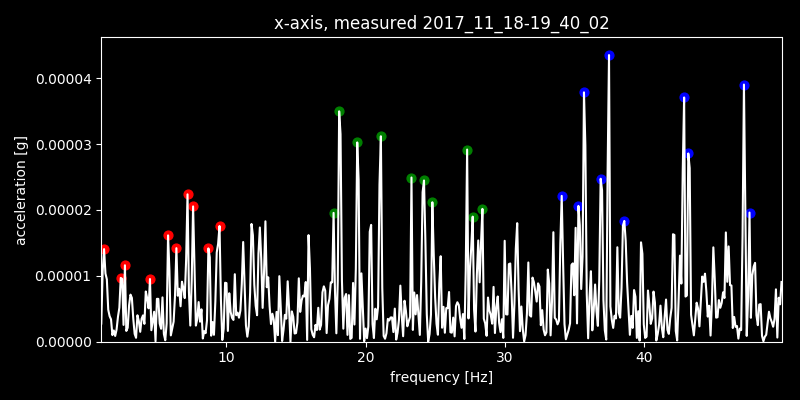 x-axis, measured 2017_11_18-19_40_02
acceleration [g]
0.00004
0.00003
0.00002
0.00001
0.00000
10 20 30 40
frequency [Hz]